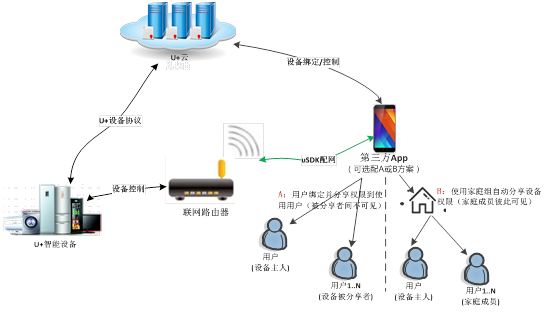 U+云
设备绑定/控制
U+设备协议
uSDK配网
第三方App
(可选配A或B方案)
设备控制
联网路由器
U+智能设备
A: 用户绑定并分享权限到使
用用户(被分享者间不可见)
B: 使用家庭组自动分享设备
权限(家庭成员彼此可见)
用户
(设备主人)
用户1..N
(设备被分享者)
用户
(设备主人)
用户1..N
(家庭成员)